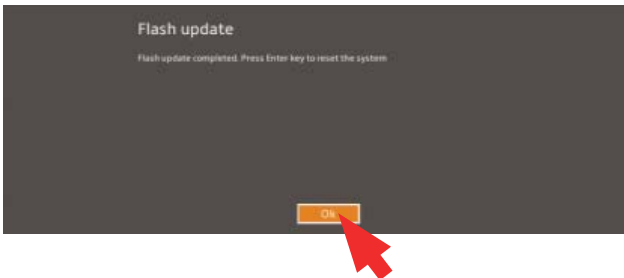 Flash update
Flash update completed. Press Enter key to reset the system
Ok